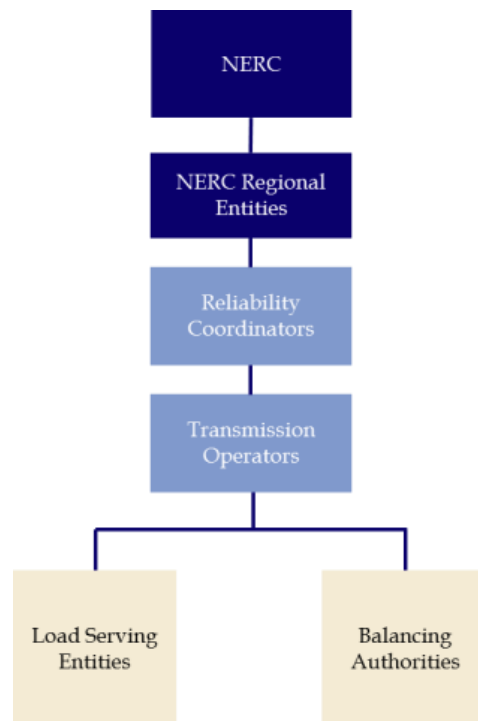 NERC
NERC Regional
Entities
Reliability
Coordinators
Transmission
Operators
Load Serving
Entities
Balancing
Authorities